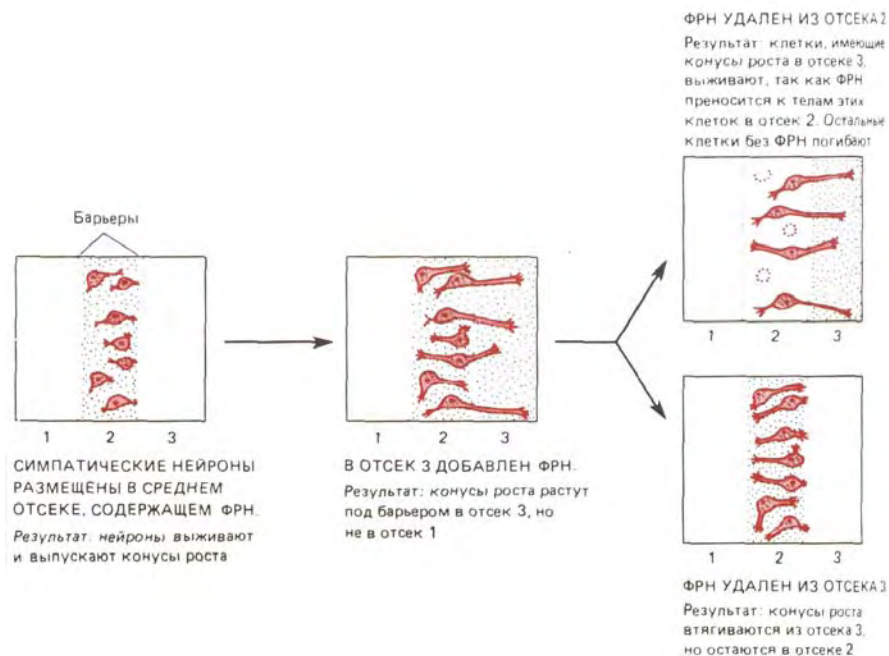 Барьеры
1 2 3
СИМПАТИЧЕСКИЕ НЕЙРОНЫ
РАЗМЕЩЕНЫ В СРЕДНЕМ
ОТСЕКЕ, СОДЕРЖАЩЕМ ФРН.
Результат: нейроны выживают
и выпускают конусы роста
1 2 3
В ОТСЕК 3 ДОБАВЛЕН ФРН.
Результат: конусы роста растут
под барьером в отсек 3, но
не в отсек 1
ФРН УДАЛЕН ИЗ ОТСЕКА 2
Результат: клетки, имеющие
конусы роста в отсеке 3,
выживают, так как ФРН
преносится к телам этих
клеток в отсек 2. Остальные
клетки без ФРН погибают
1 2 3
1 2 3
ФРН УДАЛЕН ИЗ ОТСЕКА 3
Результат: конусы роста
втягиваются из отсека 3,
но остаются в отсеке 2